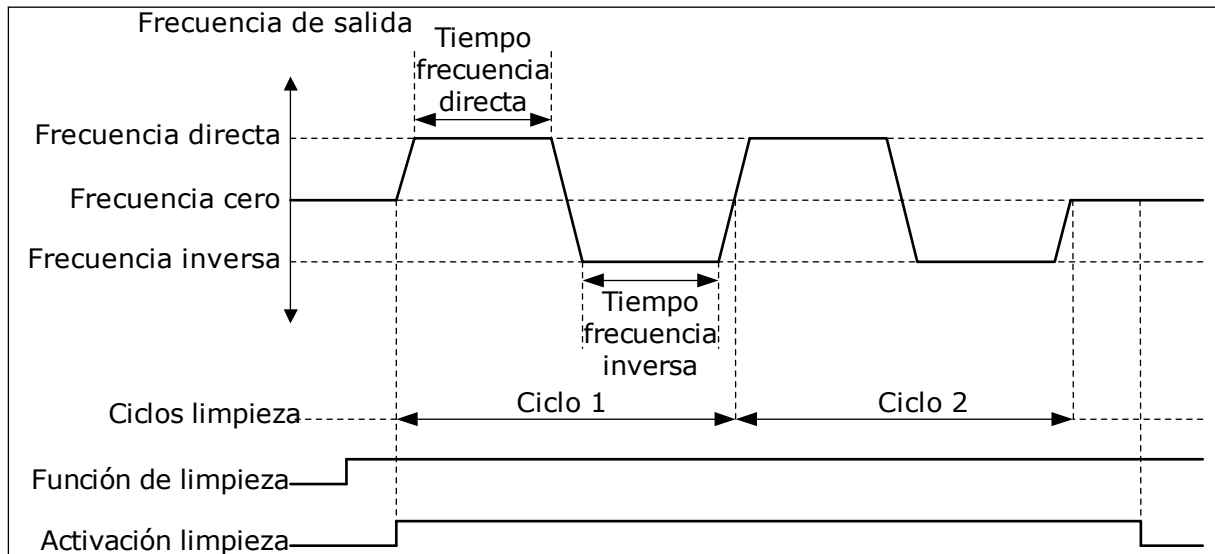 Frecuencia de salida
Tiempo
frecuencia
directa
Frecuencia directa
Frecuencia cero
Frecuencia inversa
Tiempo
frecuencia
inversa
Ciclos limpieza
Ciclo 1
Ciclo 2
Función de limpieza
Activación limpieza